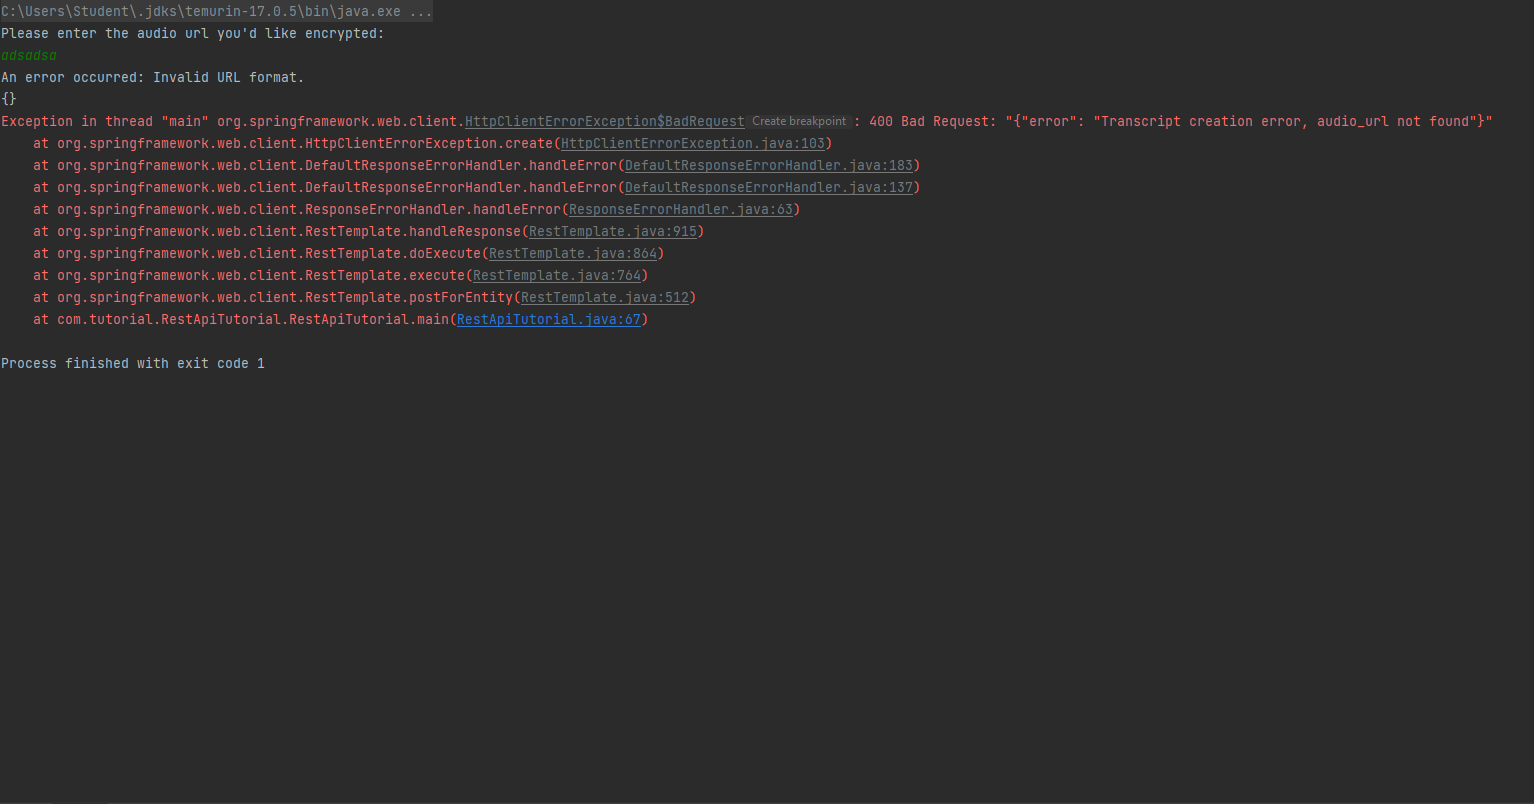 C:\Users\Student\.jdks\temurin-17.0.5\bin\java.exe ...
Please enter the audio url you'd like encrypted:
adsadsa
An error occurred: Invalid URL format.
{}
Exception in thread "main" org.springframework.web.client.HttpClientErrorException$BadRequest Create breakpoint : 400 Bad Request: "{"error": "Transcript creation error, audio_url not found"}"
    at org.springframework.web.client.HttpClientErrorException.create(HttpClientErrorException.java:103)
    at org.springframework.web.client.DefaultResponseErrorHandler.handleError(DefaultResponseErrorHandler.java:183)
    at org.springframework.web.client.DefaultResponseErrorHandler.handleError(DefaultResponseErrorHandler.java:137)
    at org.springframework.web.client.ResponseErrorHandler.handleError(ResponseErrorHandler.java:63)
    at org.springframework.web.client.RestTemplate.handleResponse(RestTemplate.java:915)
    at org.springframework.web.client.RestTemplate.doExecute(RestTemplate.java:864)
    at org.springframework.web.client.RestTemplate.execute(RestTemplate.java:764)
    at org.springframework.web.client.RestTemplate.postForEntity(RestTemplate.java:512)
    at com.tutorial.RestApiTutorial.RestApiTutorial.main(RestApiTutorial.java:67)
Process finished with exit code 1